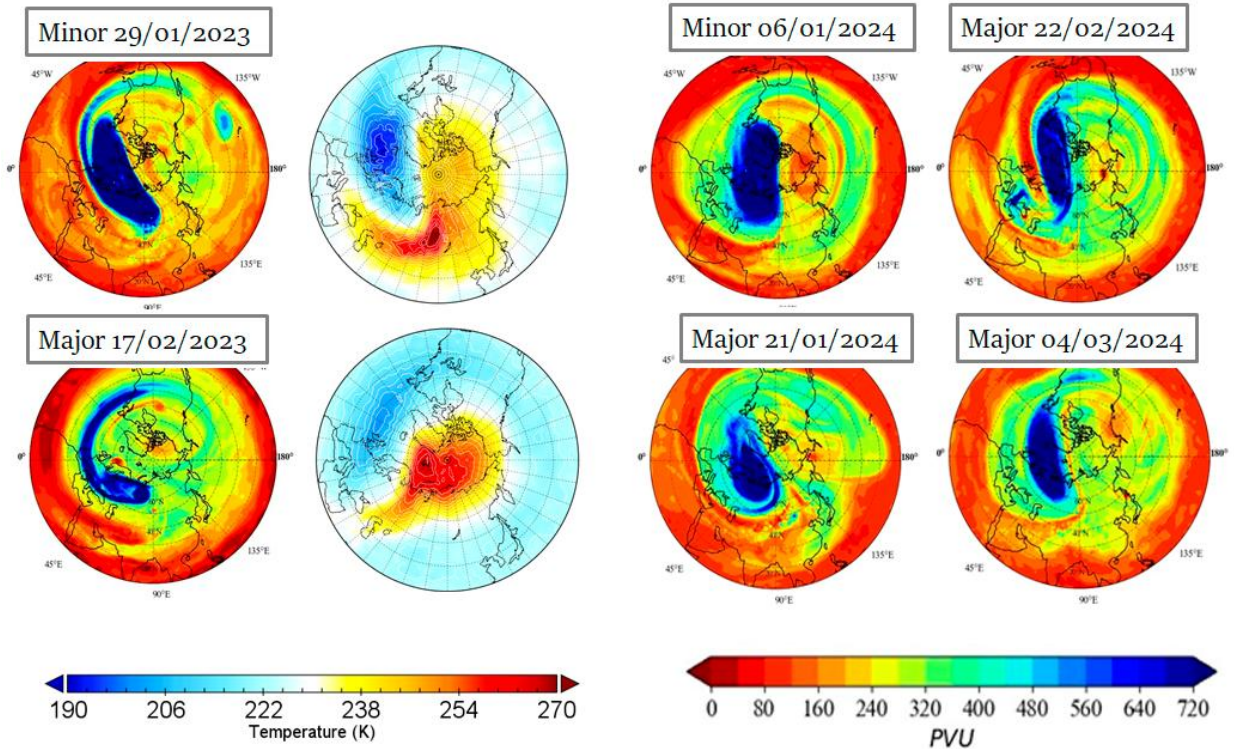 Minor 29/01/2023
Minor 06/01/2024
Major 22/02/2024
45°W
135°W
45°W
135°W
45°W
135°W
0°
180°
0°
180°
0°
180°
45°E
135°E
45°E
135°E
45°E
135°E
90°E
Major 17/02/2023
Major 21/01/2024
Major 04/03/2024
45°
0°
180°
0°
180°
0°
180°
45°E
135°E
45°E
135°E
45°E
135°E
90°E
90°E
90°E
190 206 222 238 254 270
Temperature (K)
0 80 160 240 320 400 480 560 640 720
PVU